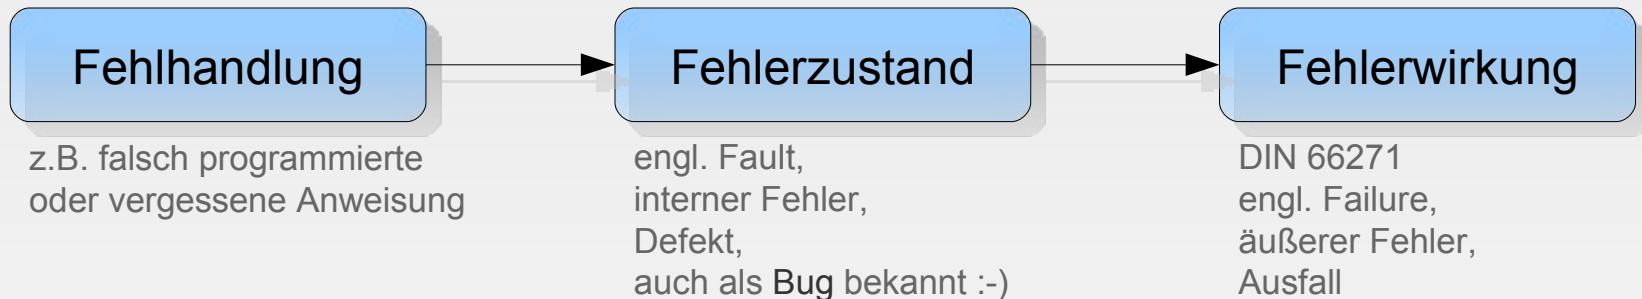 Fehlhandlung
z.B. falsch programmierte
oder vergessene Anweisung
Fehlerzustand
engl. Fault,
interner Fehler,
Defekt,
auch als Bug bekannt :-)
Fehlerwirkung
DIN 66271
engl. Failure,
äußerer Fehler,
Ausfall